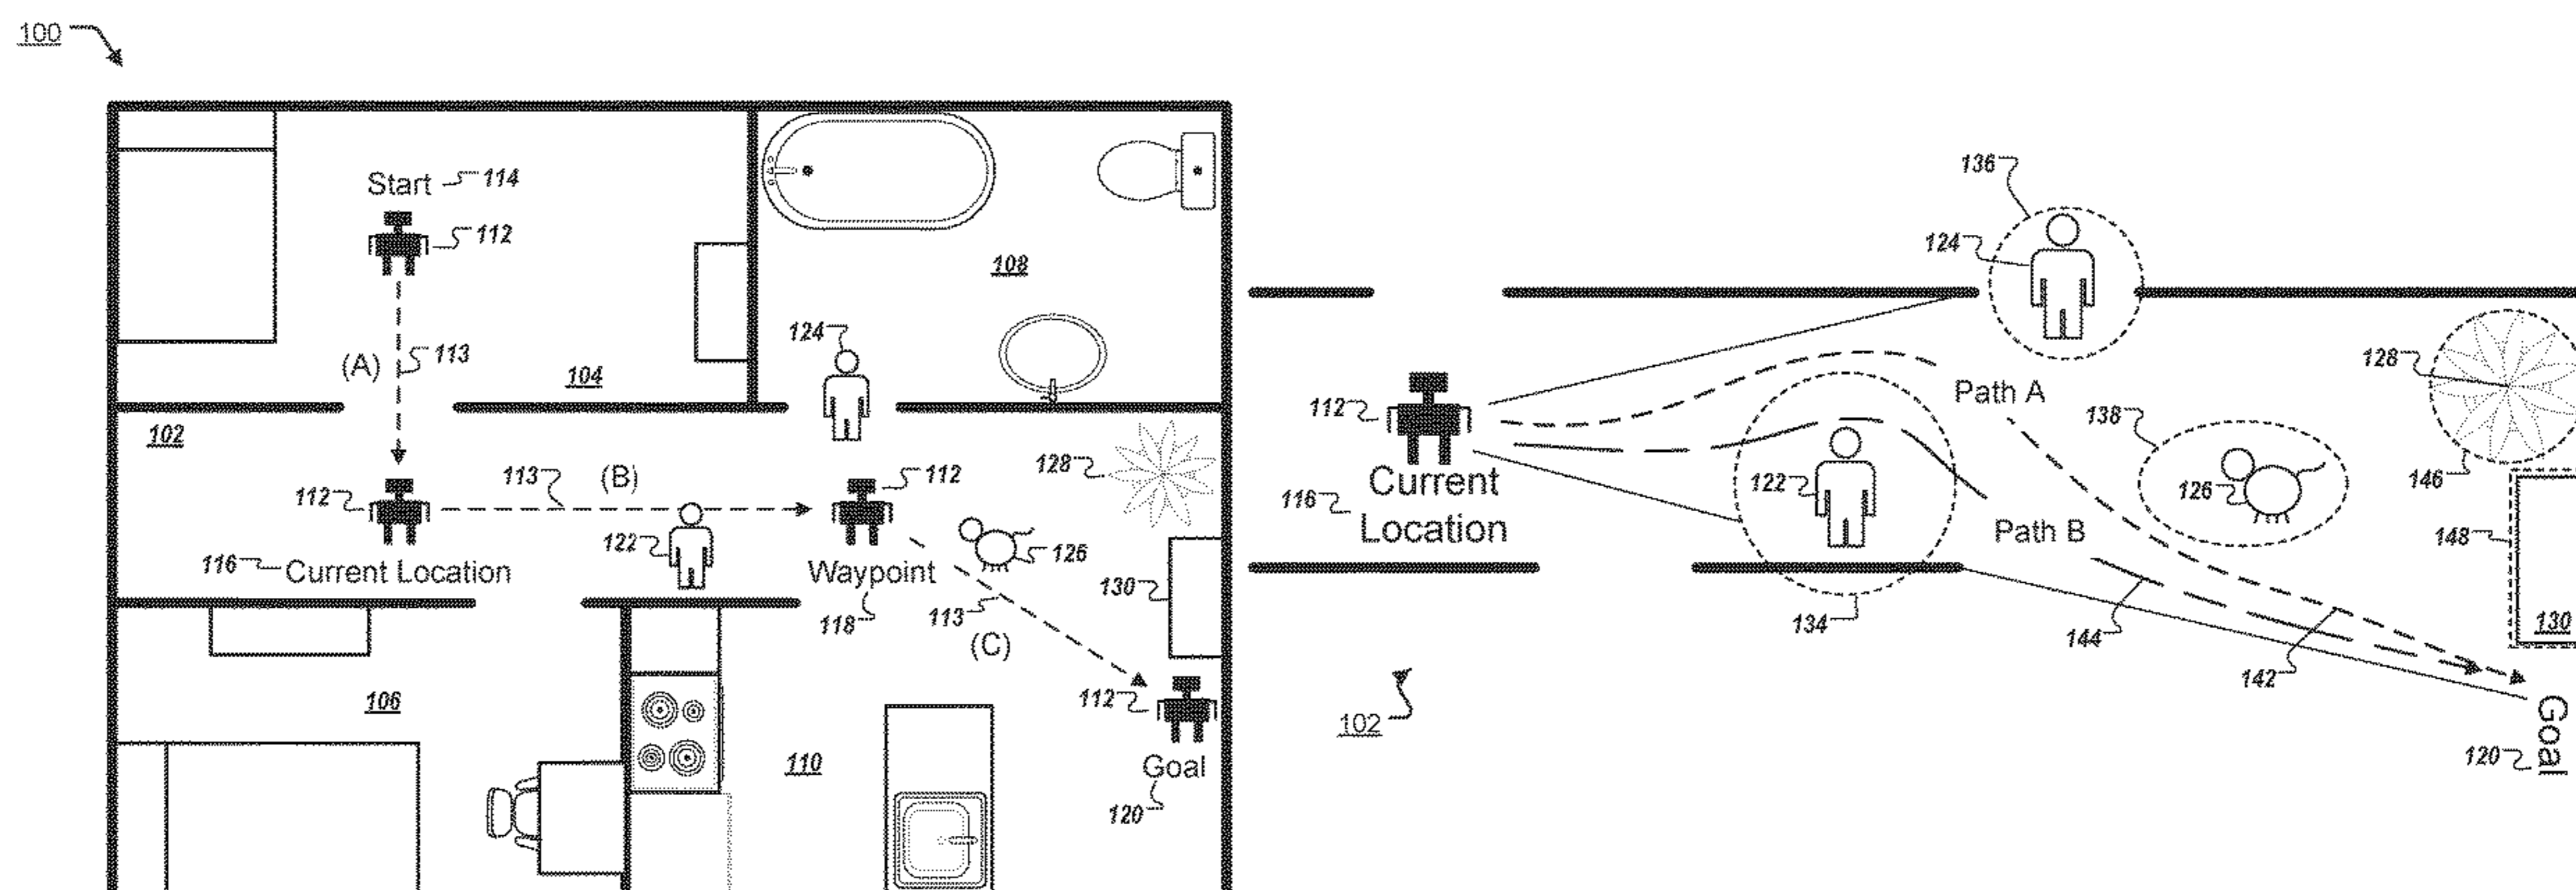 100
Start 114
112
(A) 113
104
102
108
124
112
116 Current Location
113 (B)
122
112
Waypoint
118
128
126
130
113
(C)
112
Goal
120
106
110
136
124
112
Current
116 Location
Path A
122
Path B
134
138
126
128
146
148
130
144
142
102
Goal
120